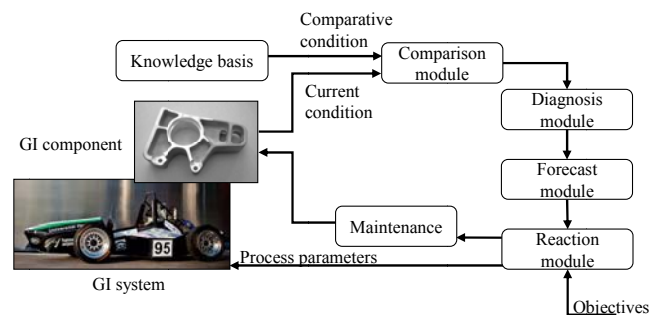 Comparative
condition
Knowledge basis
Comparison
module
Current
condition
Diagnosis
module
GI component
Forecast
module
Maintenance
Reaction
module
95
Process parameters
GI system
Objectives